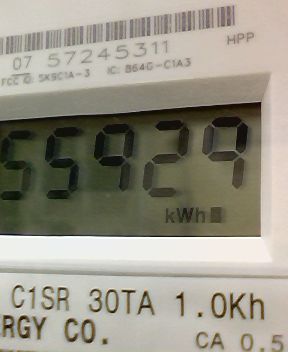 07 57245311
HPP
FCC ID: SK9C1A-3 IC: 864G-C1A3
55929
kWh
C1SR 30TA 1.0Kh
RGY CO.
CA 0.5